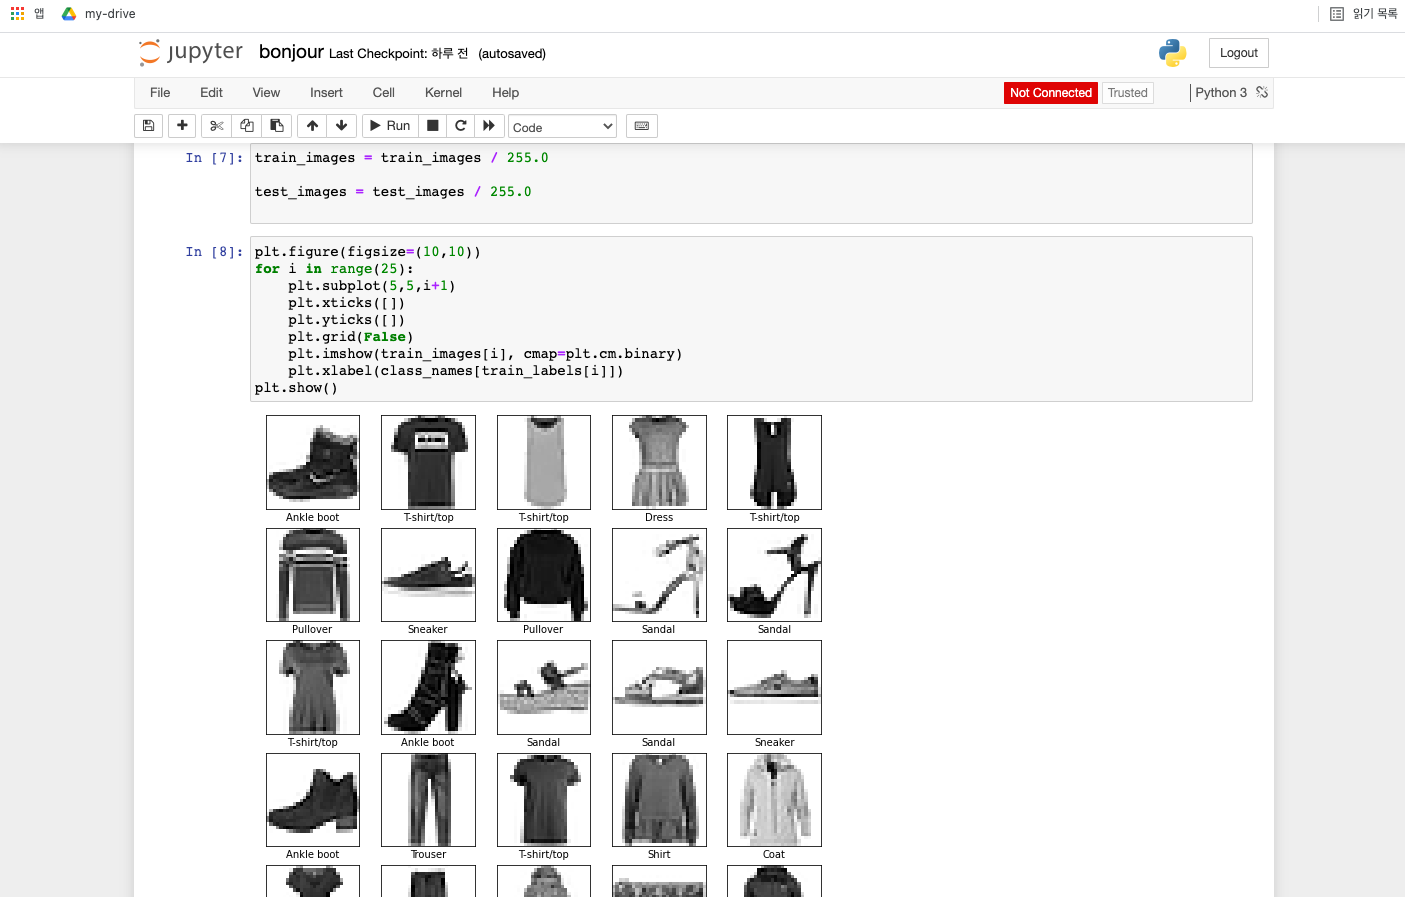 앱 my-drive 읽기 목록
jupyter bonjour Last Checkpoint: 하루 전 (autosaved) Logout
File Edit View Insert Cell Kernel Help Not Connected Trusted Python 3
Run Code
In [7]: train_images = train_images / 255.0
test_images = test_images / 255.0
In [8]: plt.figure(figsize=(10,10))
for i in range(25):
    plt.subplot(5,5,i+1)
    plt.xticks([])
    plt.yticks([])
    plt.grid(False)
    plt.imshow(train_images[i], cmap=plt.cm.binary)
    plt.xlabel(class_names[train_labels[i]])
plt.show()
Ankle boot T-shirt/top T-shirt/top Dress T-shirt/top
Pullover Sneaker Pullover Sandal Sandal
T-shirt/top Ankle boot Sandal Sandal Sneaker
Ankle boot Trouser T-shirt/top Shirt Coat